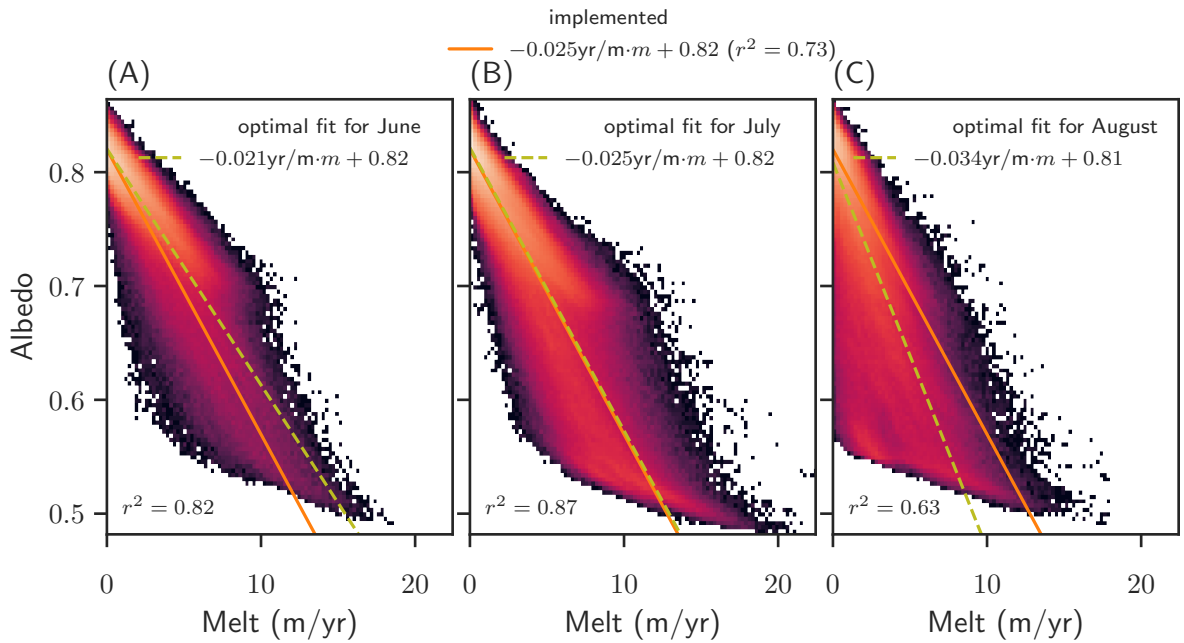 implemented
−0.025yr/m·m + 0.82 (r² = 0.73)
(A)
(B)
(C)
optimal fit for June
−0.021yr/m·m + 0.82
optimal fit for July
−0.025yr/m·m + 0.82
optimal fit for August
−0.034yr/m·m + 0.81
Albedo
0.8
0.7
0.6
0.5
r² = 0.82
r² = 0.87
r² = 0.63
0 10 20
0 10 20
0 10 20
Melt (m/yr)
Melt (m/yr)
Melt (m/yr)